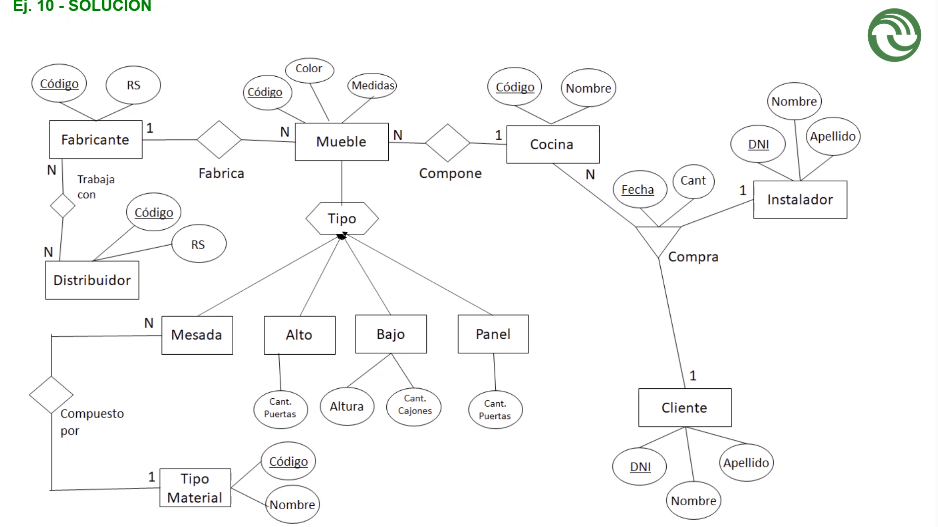 Ej. 10 - SOLUCIÓN
Código
RS
Código
Color
Medidas
Código
Nombre
Nombre
DNI
Apellido
Fabricante
1
N
Mueble
N
1
Cocina
Fabrica
Compone
N
Trabaja
con
N
Fecha
Cant
1
Instalador
Código
RS
N
Distribuidor
Tipo
Compra
N
Mesada
Alto
Bajo
Panel
Cant.
Puertas
Altura
Cant.
Cajones
Cant.
Puertas
1
Cliente
Compuesto
por
DNI
Nombre
Apellido
1
Tipo
Material
Código
Nombre